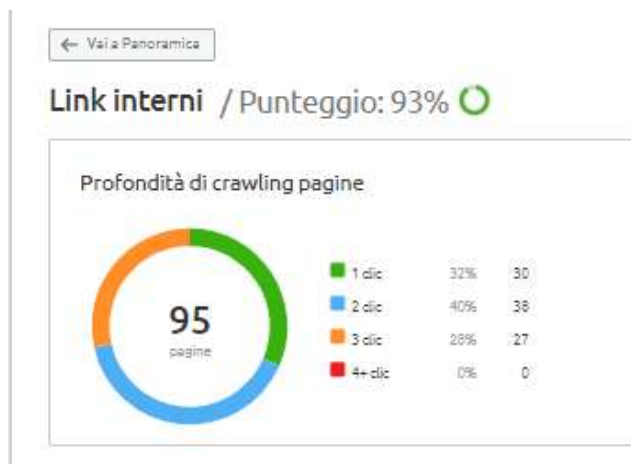 ← Vai a Panoramica
Link interni / Punteggio: 93%
Profondità di crawling pagine
95
pagine
1 clic 32% 30
2 clic 40% 38
3 clic 28% 27
4+ clic 0% 0